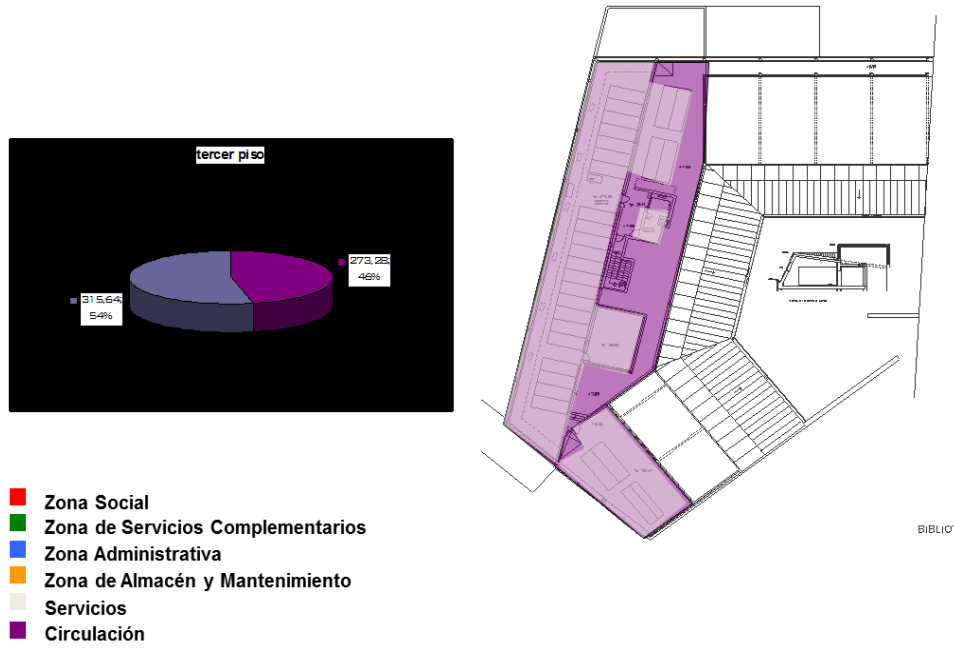 tercer piso
273,28;
46%
315,64;
54%
Zona Social
Zona de Servicios Complementarios
Zona Administrativa
Zona de Almacén y Mantenimiento
Servicios
Circulación
BIBLIOT